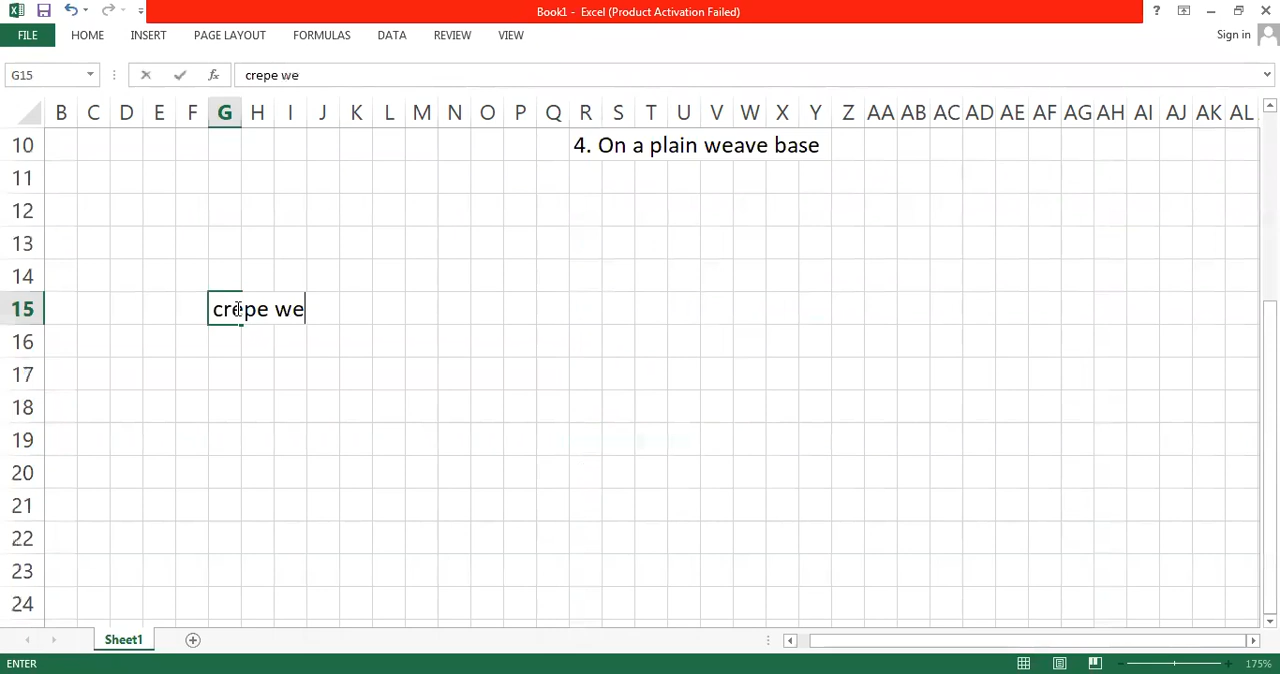 Book1 - Excel (Product Activation Failed)
?
FILE HOME INSERT PAGE LAYOUT FORMULAS DATA REVIEW VIEW Sign in
G15 fx crepe we
B C D E F G H I J K L M N O P Q R S T U V W X Y Z AA AB AC AD AE AF AG AH AI AJ AK AL
10 4. On a plain weave base
11
12
13
14
15 crepe we
16
17
18
19
20
21
22
23
24
Sheet1
ENTER 175%